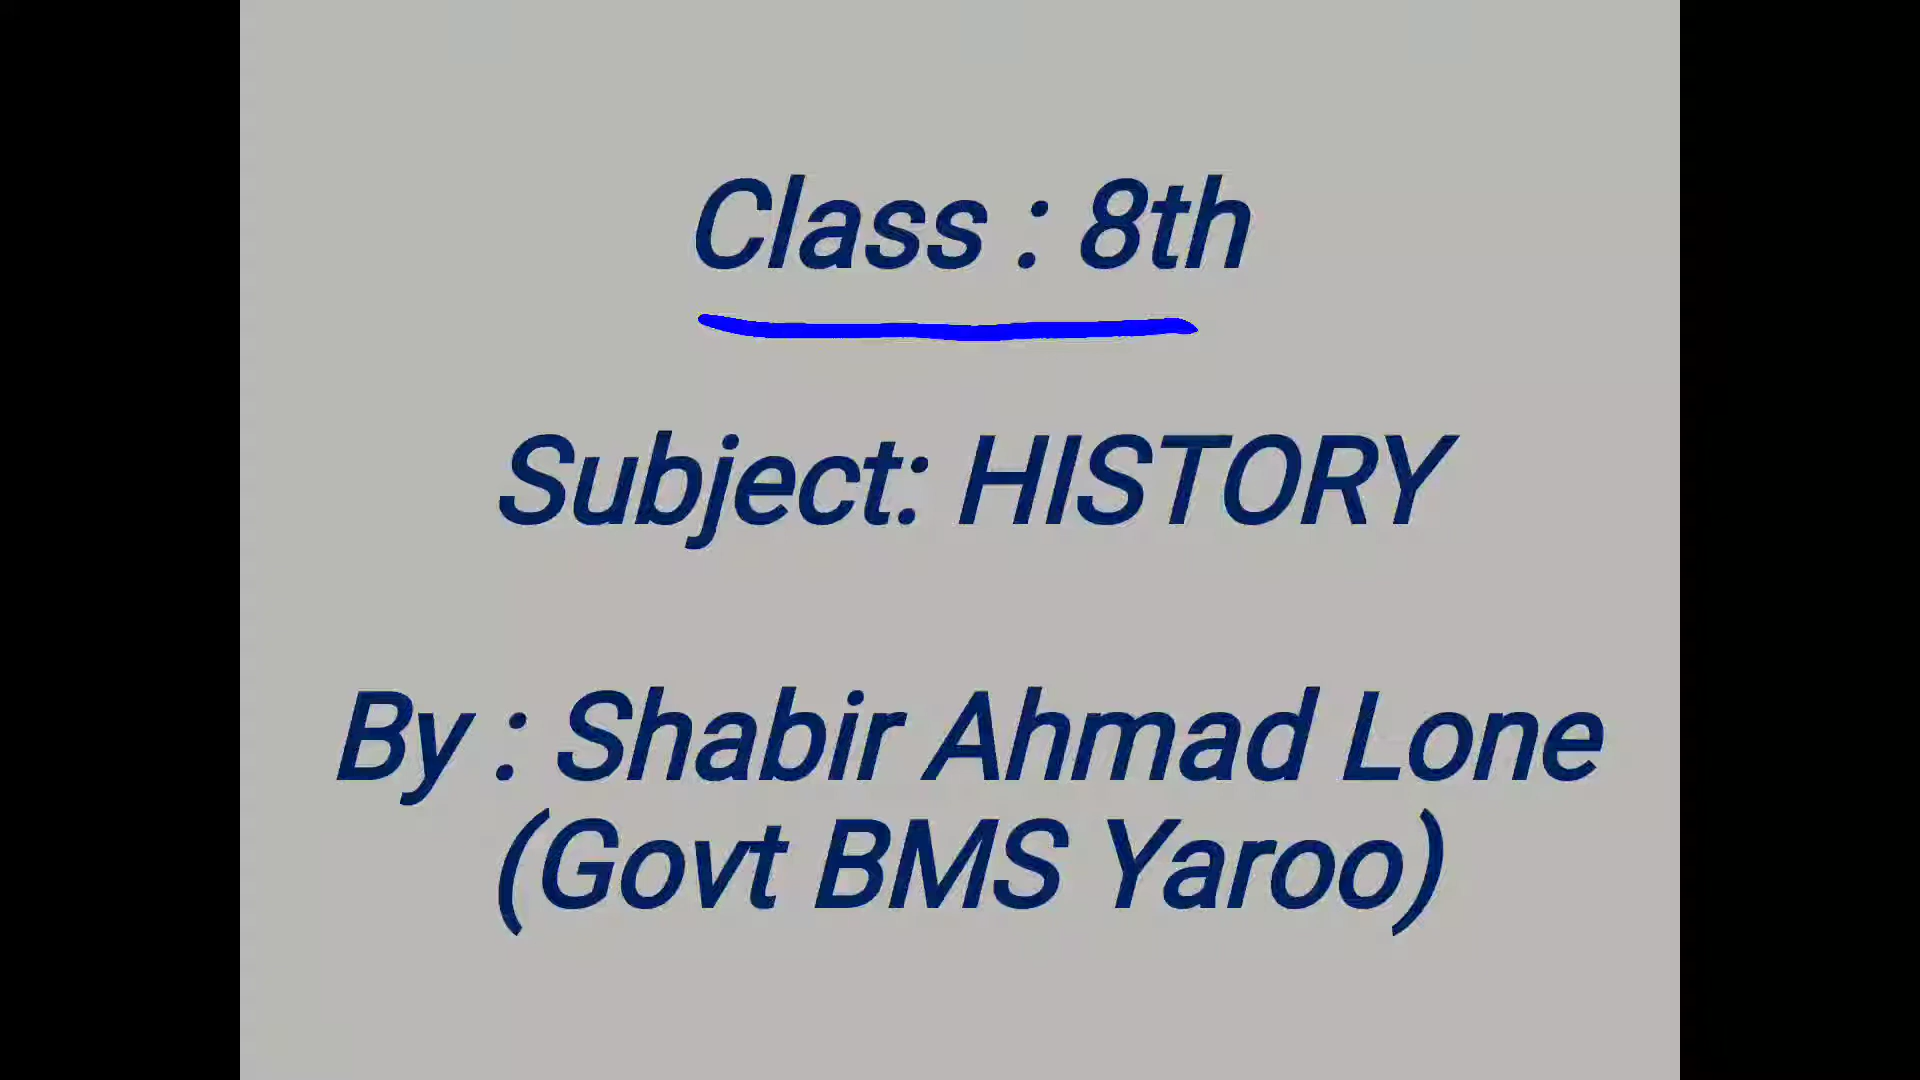 Class : 8th
Subject: HISTORY
By : Shabir Ahmad Lone
(Govt BMS Yaroo)